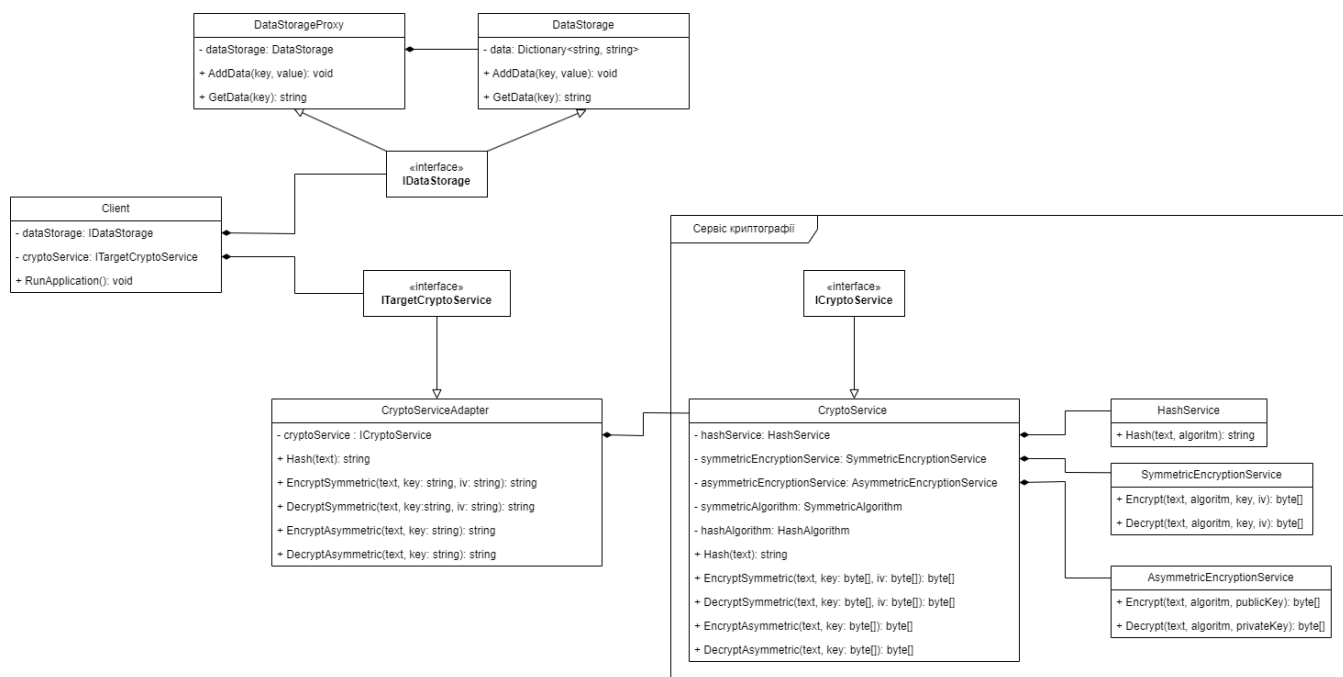 DataStorageProxy
- dataStorage: DataStorage
+ AddData(key, value): void
+ GetData(key): string
DataStorage
- data: Dictionary<string, string>
+ AddData(key, value): void
+ GetData(key): string
«interface»
IDataStorage
Client
- dataStorage: IDataStorage
- cryptoService: ITargetCryptoService
+ RunApplication(): void
Сервіс криптографії
«interface»
ITargetCryptoService
«interface»
ICryptoService
CryptoServiceAdapter
- cryptoService : ICryptoService
+ Hash(text): string
+ EncryptSymmetric(text, key: string, iv: string): string
+ DecryptSymmetric(text, key:string, iv: string): string
+ EncryptAsymmetric(text, key: string): string
+ DecryptAsymmetric(text, key: string): string
CryptoService
- hashService: HashService
- symmetricEncryptionService: SymmetricEncryptionService
- asymmetricEncryptionService: AsymmetricEncryptionService
- symmetricAlgorithm: SymmetricAlgorithm
- hashAlgorithm: HashAlgorithm
+ Hash(text): string
+ EncryptSymmetric(text, key: byte[], iv: byte[]): byte[]
+ DecryptSymmetric(text, key: byte[], iv: byte[]): byte[]
+ EncryptAsymmetric(text, key: byte[]): byte[]
+ DecryptAsymmetric(text, key: byte[]): byte[]
HashService
+ Hash(text, algoritm): string
SymmetricEncryptionService
+ Encrypt(text, algoritm, key, iv): byte[]
+ Decrypt(text, algoritm, key, iv): byte[]
AsymmetricEncryptionService
+ Encrypt(text, algoritm, publicKey): byte[]
+ Decrypt(text, algoritm, privateKey): byte[]